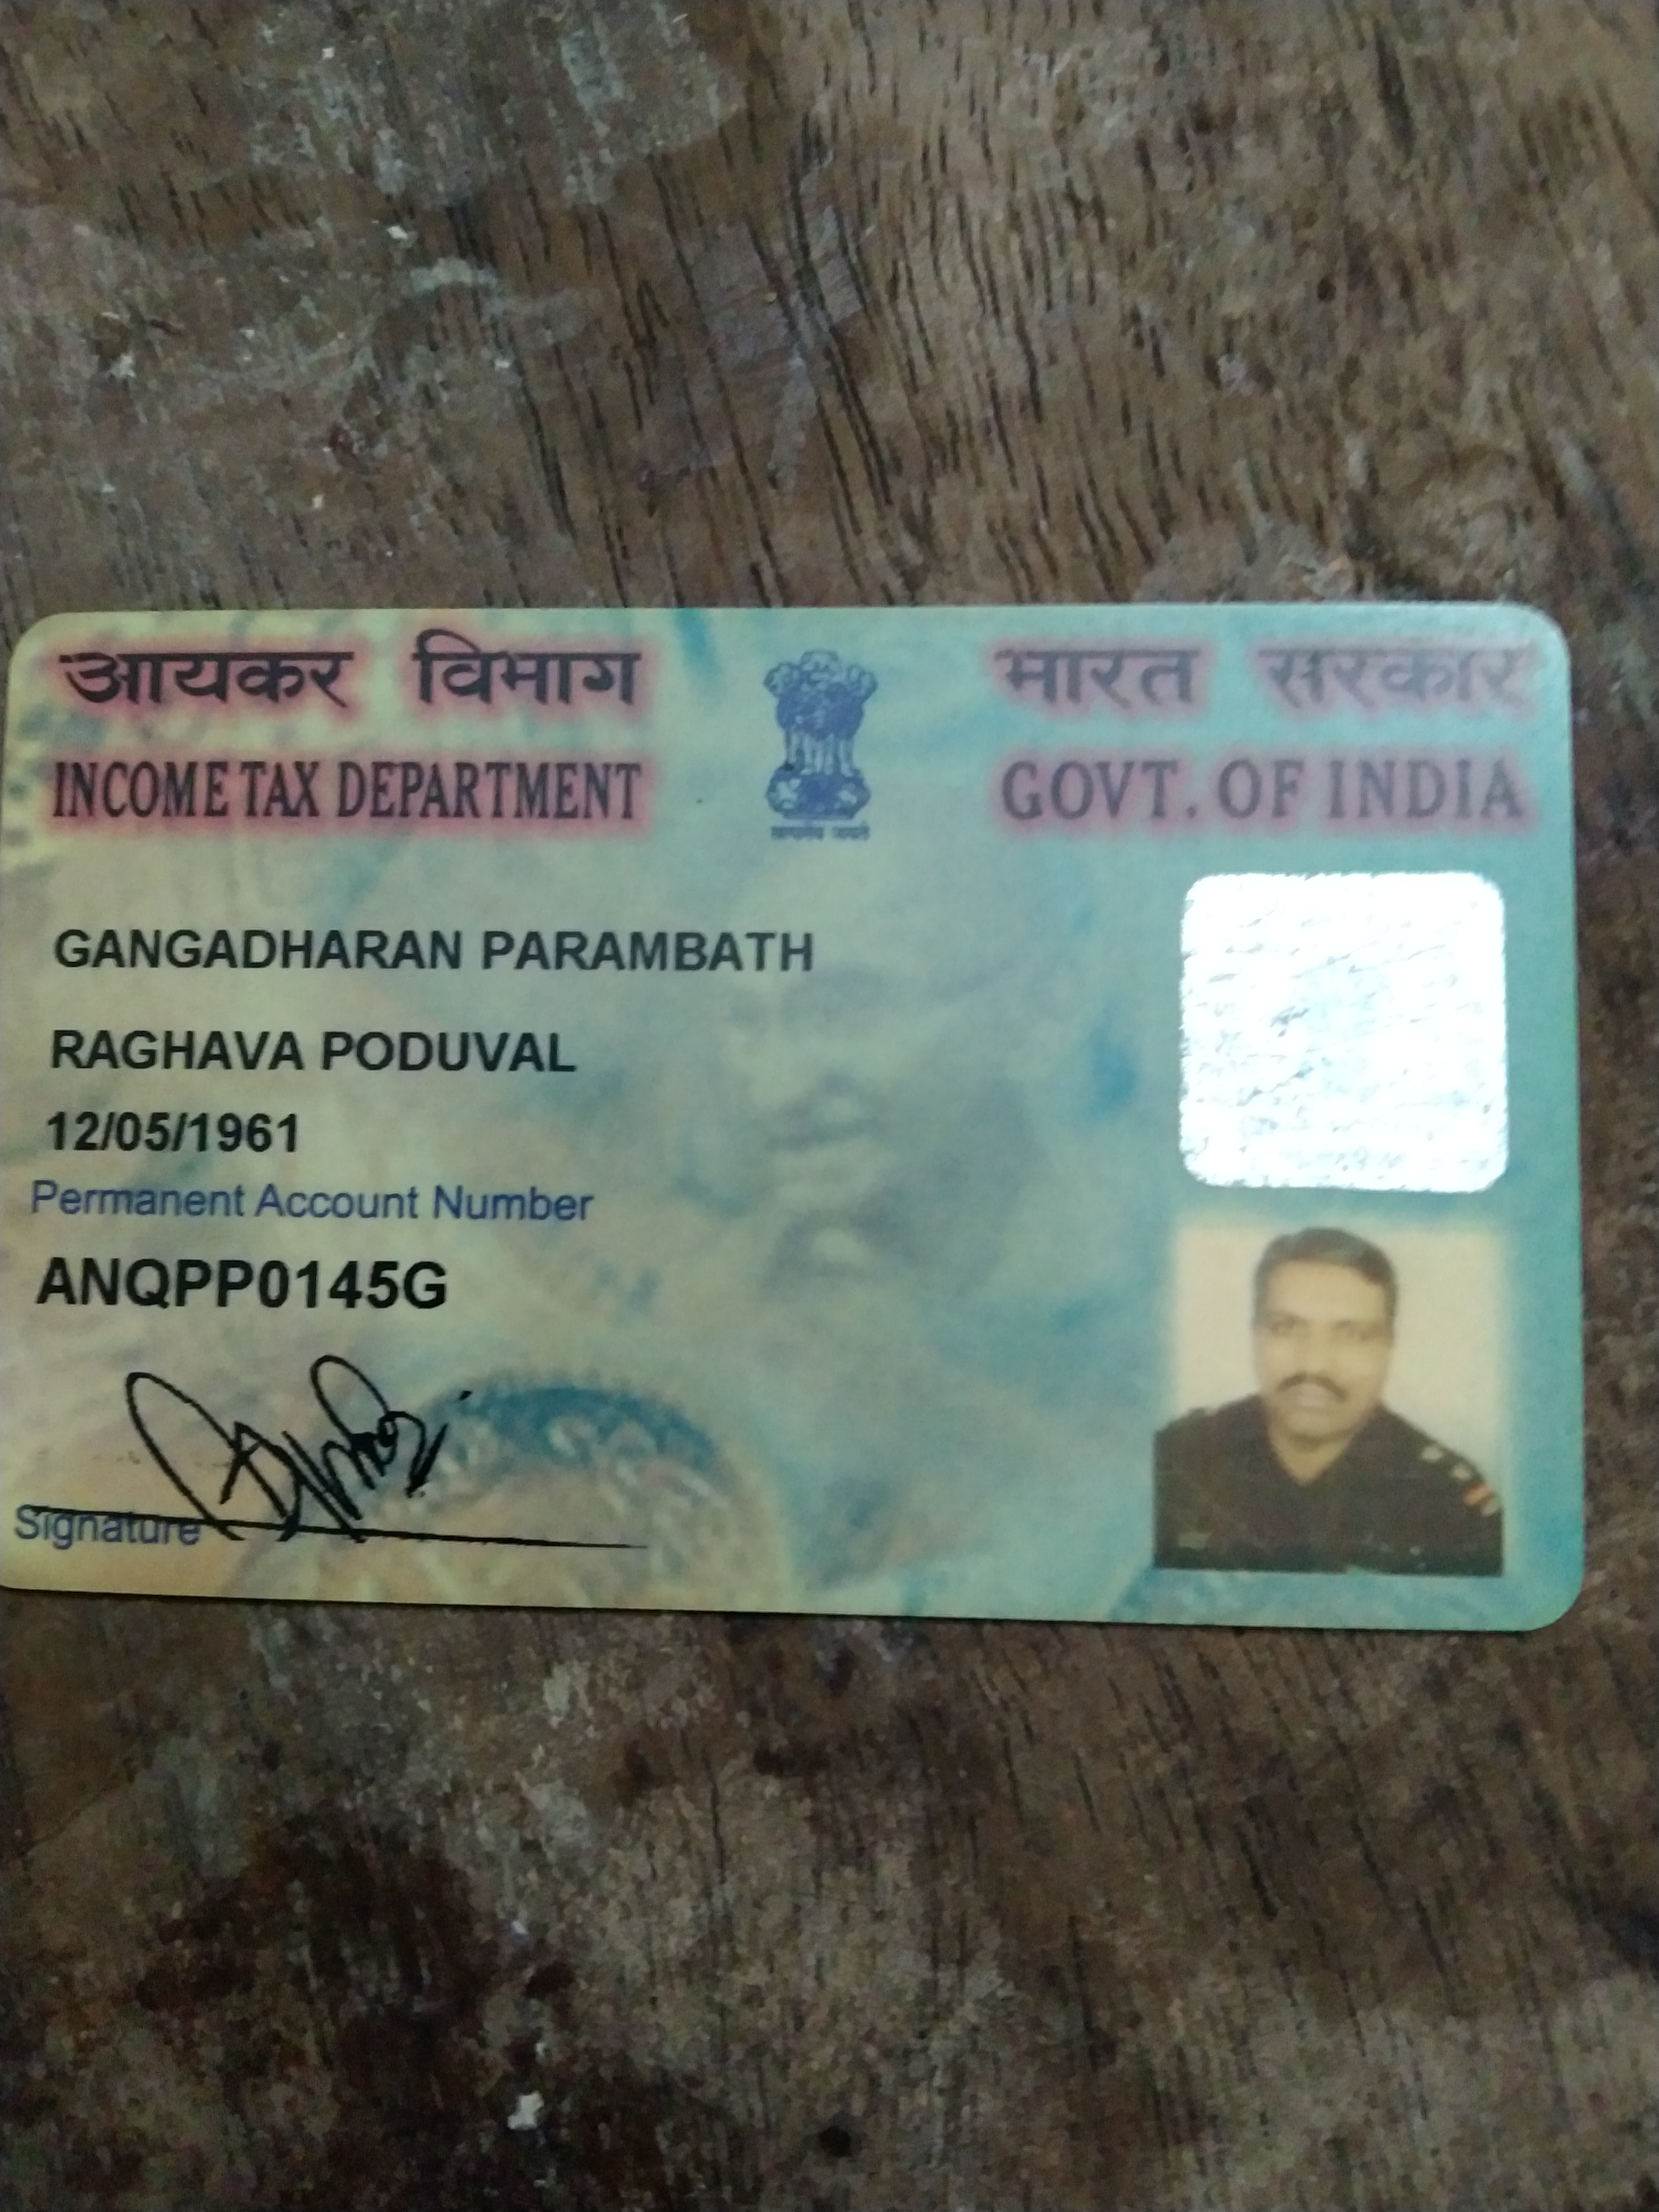 आयकर विभाग
INCOME TAX DEPARTMENT
भारत सरकार
GOVT. OF INDIA
सत्यमेव जयते
GANGADHARAN PARAMBATH
RAGHAVA PODUVAL
12/05/1961
Permanent Account Number
ANQPP0145G
Signature